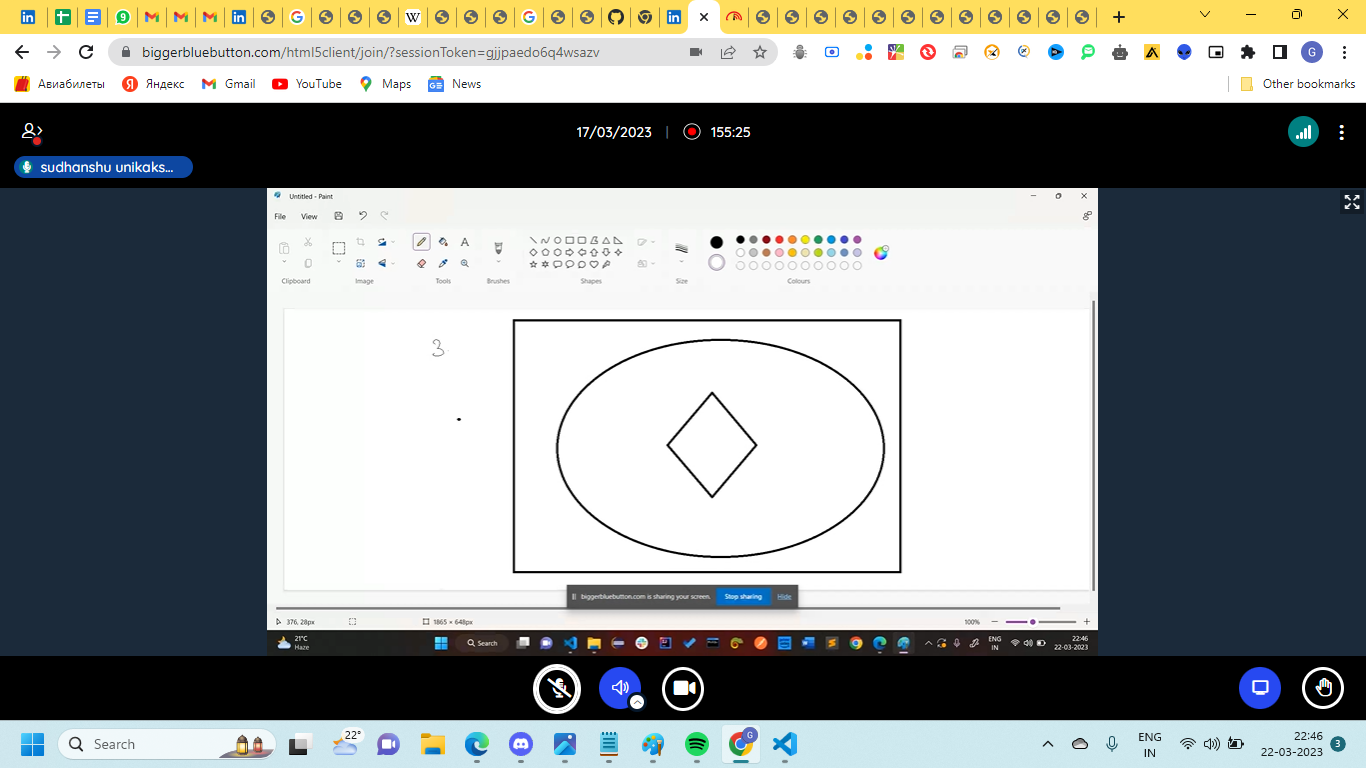 9
W
biggerbluebutton.com/html5client/join/?sessionToken=gjjpaedo6q4wsazv
G
Авиабилеты
Яндекс
Gmail
YouTube
Maps
News
Other bookmarks
17/03/2023 | 155:25
sudhanshu unikaks...
Untitled - Paint
File View
Clipboard Image Tools Brushes Shapes Size Colours
3
biggerbluebutton.com is sharing your screen. Stop sharing Hide
376, 28px
1865 × 648px
100%
21°C
Haze
Search
ENG
IN
22:46
22-03-2023
Search
22°
G
ENG
IN
22:46
22-03-2023
3